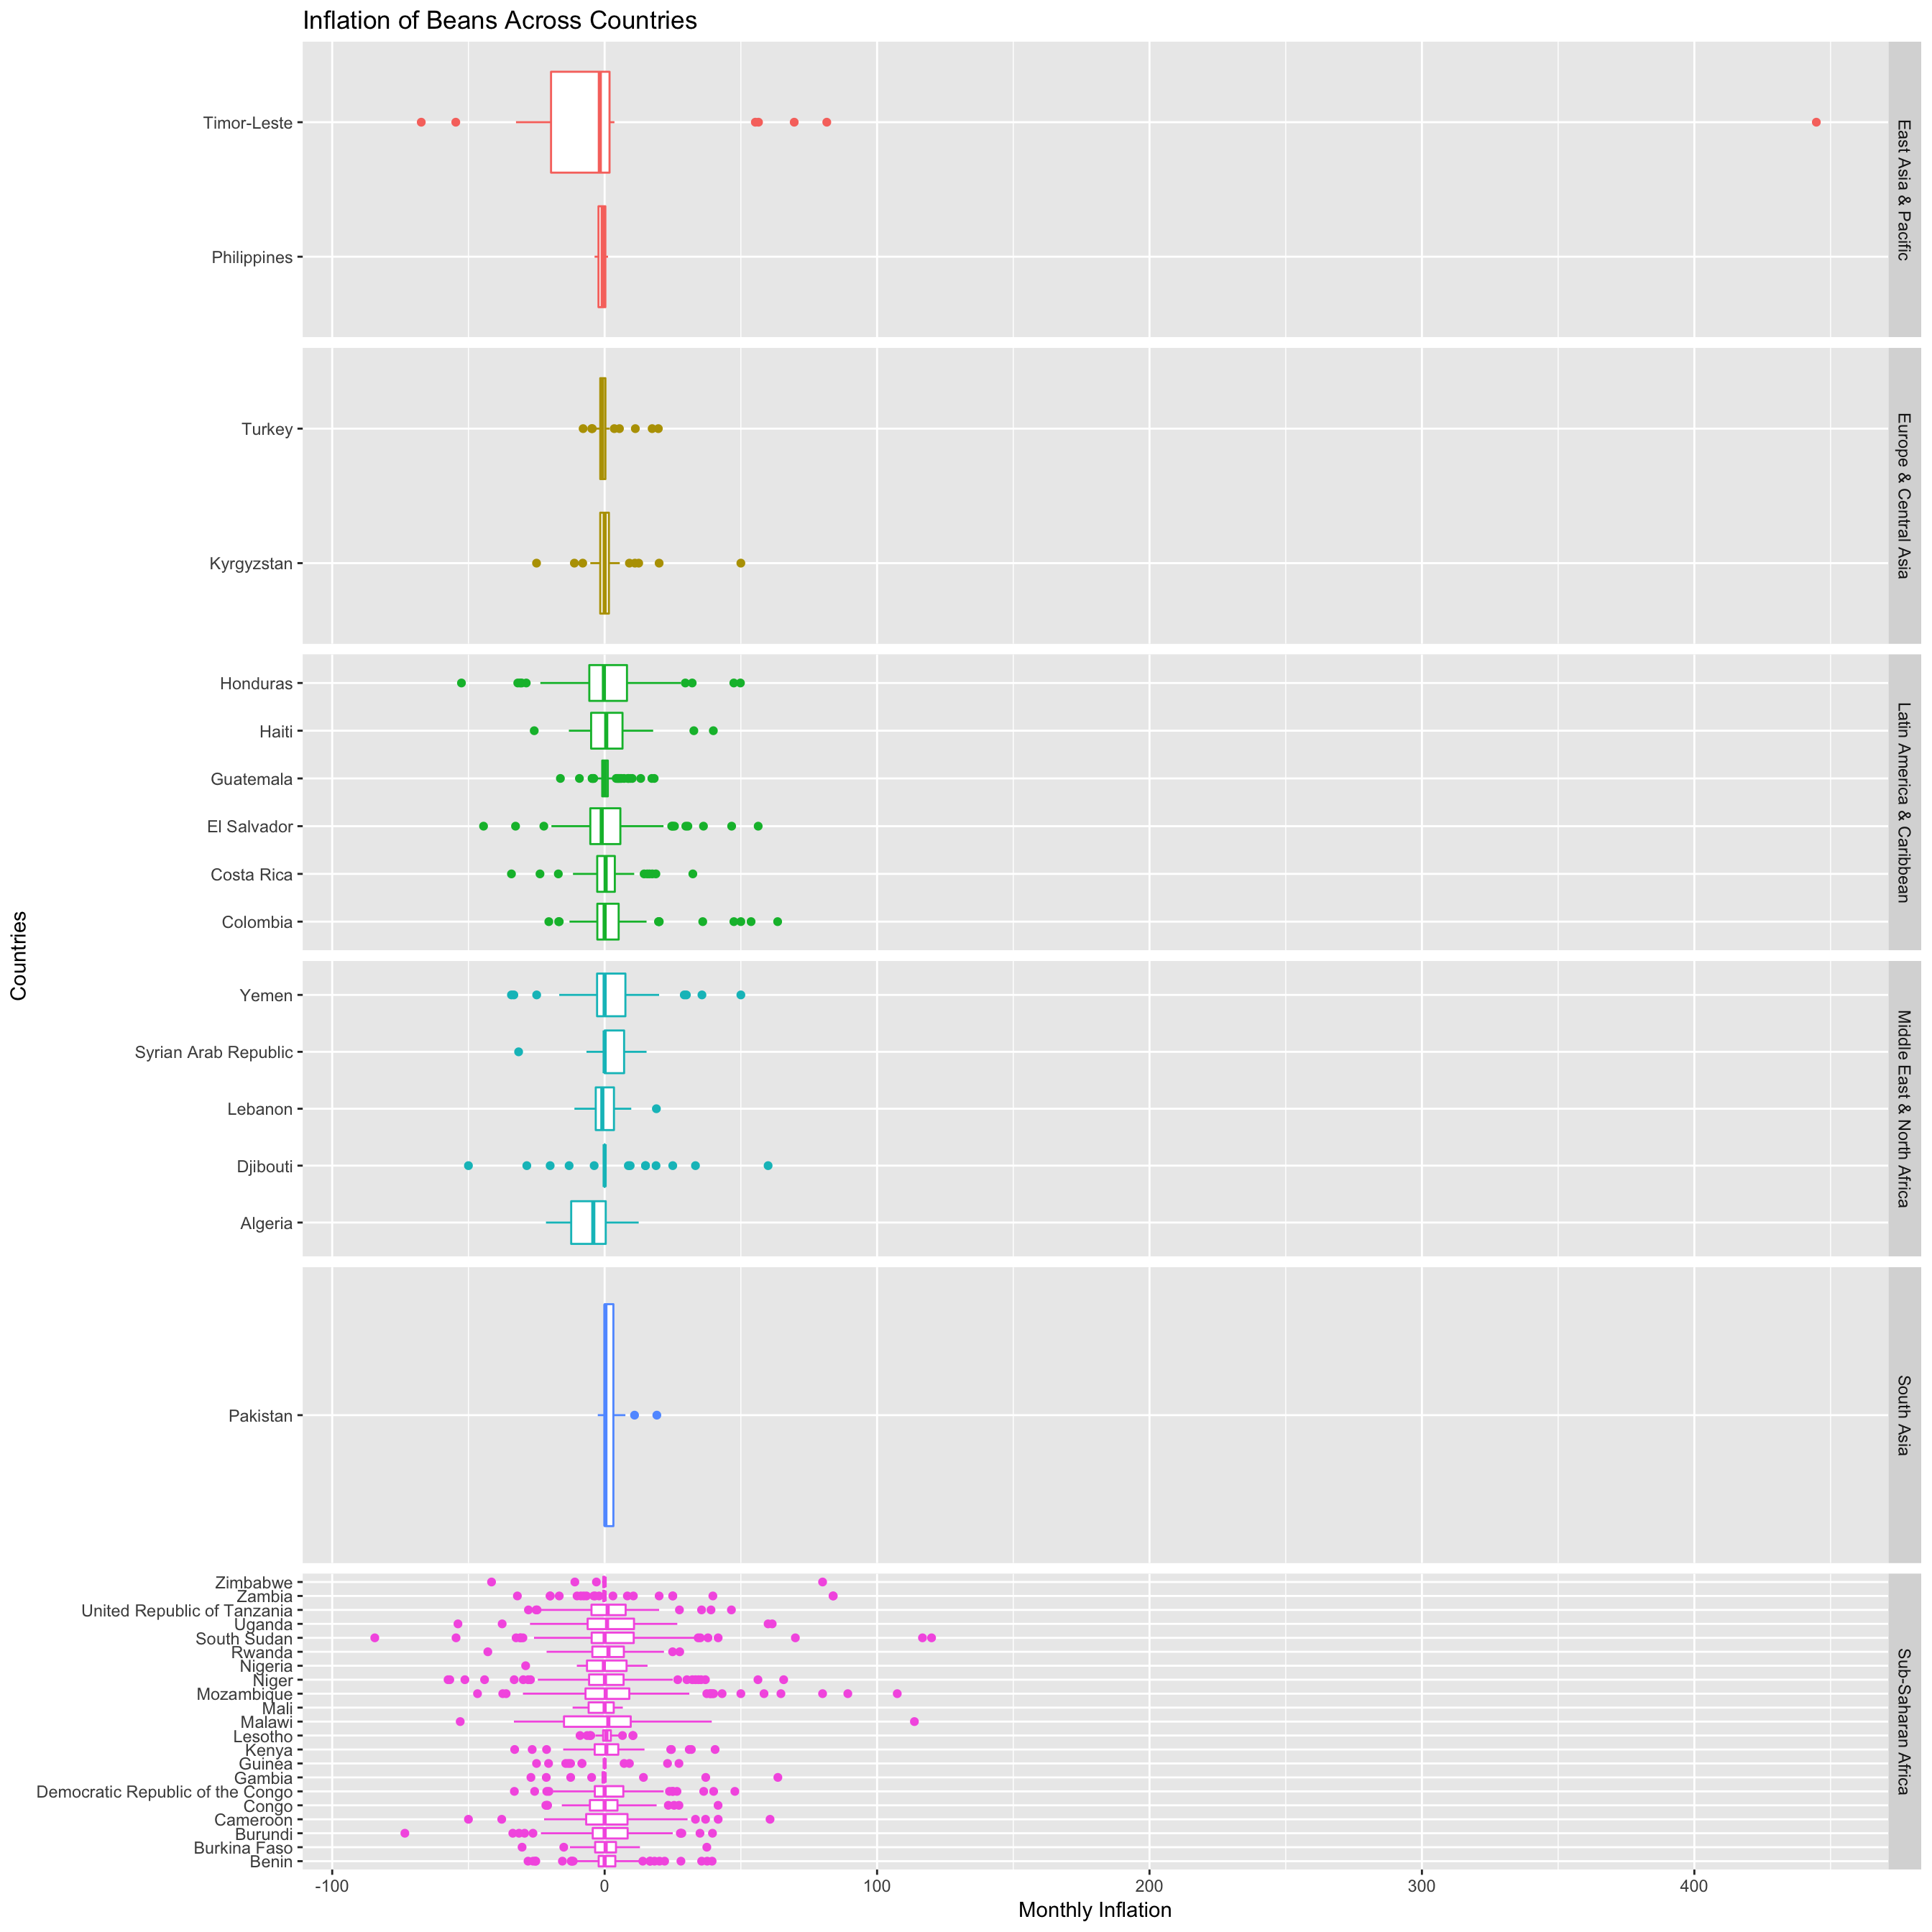 Inflation of Beans Across Countries
Timor-Leste
Philippines
East Asia & Pacific
Turkey
Kyrgyzstan
Europe & Central Asia
Honduras
Haiti
Guatemala
El Salvador
Costa Rica
Colombia
Latin America & Caribbean
Countries
Yemen
Syrian Arab Republic
Lebanon
Djibouti
Algeria
Middle East & North Africa
Pakistan
South Asia
Zimbabwe
Zambia
United Republic of Tanzania
Uganda
South Sudan
Rwanda
Nigeria
Niger
Mozambique
Mali
Malawi
Lesotho
Kenya
Guinea
Gambia
Democratic Republic of the Congo
Congo
Cameroon
Burundi
Burkina Faso
Benin
Sub-Saharan Africa
-100 0 100 200 300 400
Monthly Inflation